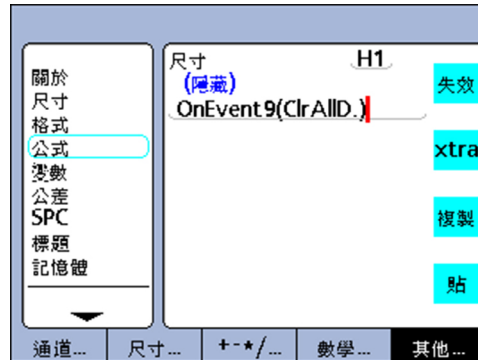 關於
尺寸
格式
公式
變數
公差
SPC
標題
記憶體
尺寸 H1
(隱藏)
OnEvent9(ClrAllD.)
失效
xtra
複製
貼
通道... 尺寸... +-*/... 數學... 其他...